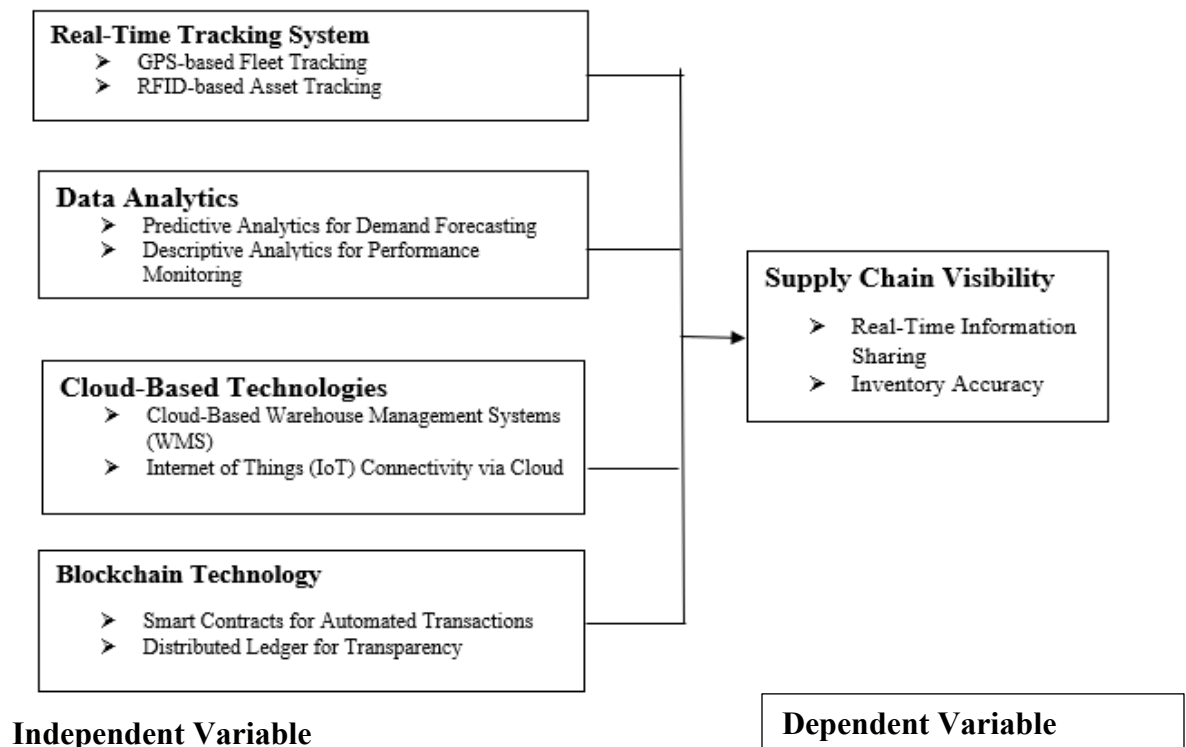 Real-Time Tracking System
➤ GPS-based Fleet Tracking
➤ RFID-based Asset Tracking
Data Analytics
➤ Predictive Analytics for Demand Forecasting
➤ Descriptive Analytics for Performance
Monitoring
Cloud-Based Technologies
➤ Cloud-Based Warehouse Management Systems
(WMS)
➤ Internet of Things (IoT) Connectivity via Cloud
Blockchain Technology
➤ Smart Contracts for Automated Transactions
➤ Distributed Ledger for Transparency
Supply Chain Visibility
➤ Real-Time Information
Sharing
➤ Inventory Accuracy
Independent Variable
Dependent Variable